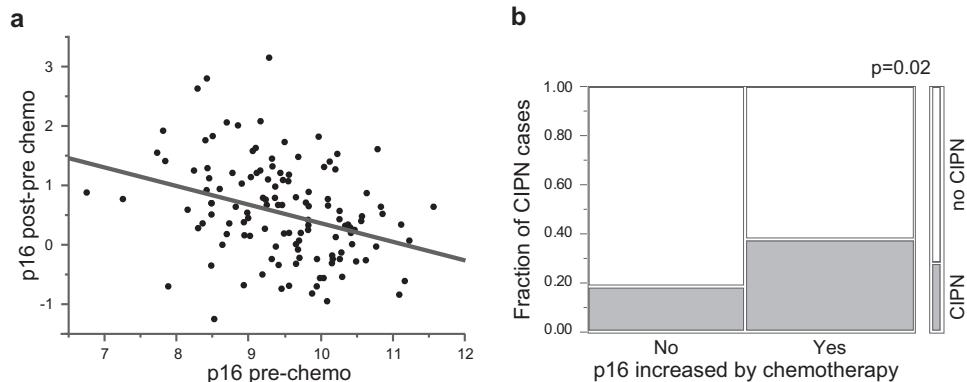 a
p16 post-pre chemo
3
2
1
0
-1
7 8 9 10 11 12
p16 pre-chemo
b
p=0.02
Fraction of CIPN cases
1.00
0.80
0.60
0.40
0.20
0.00
No Yes
p16 increased by chemotherapy
no CIPN
CIPN